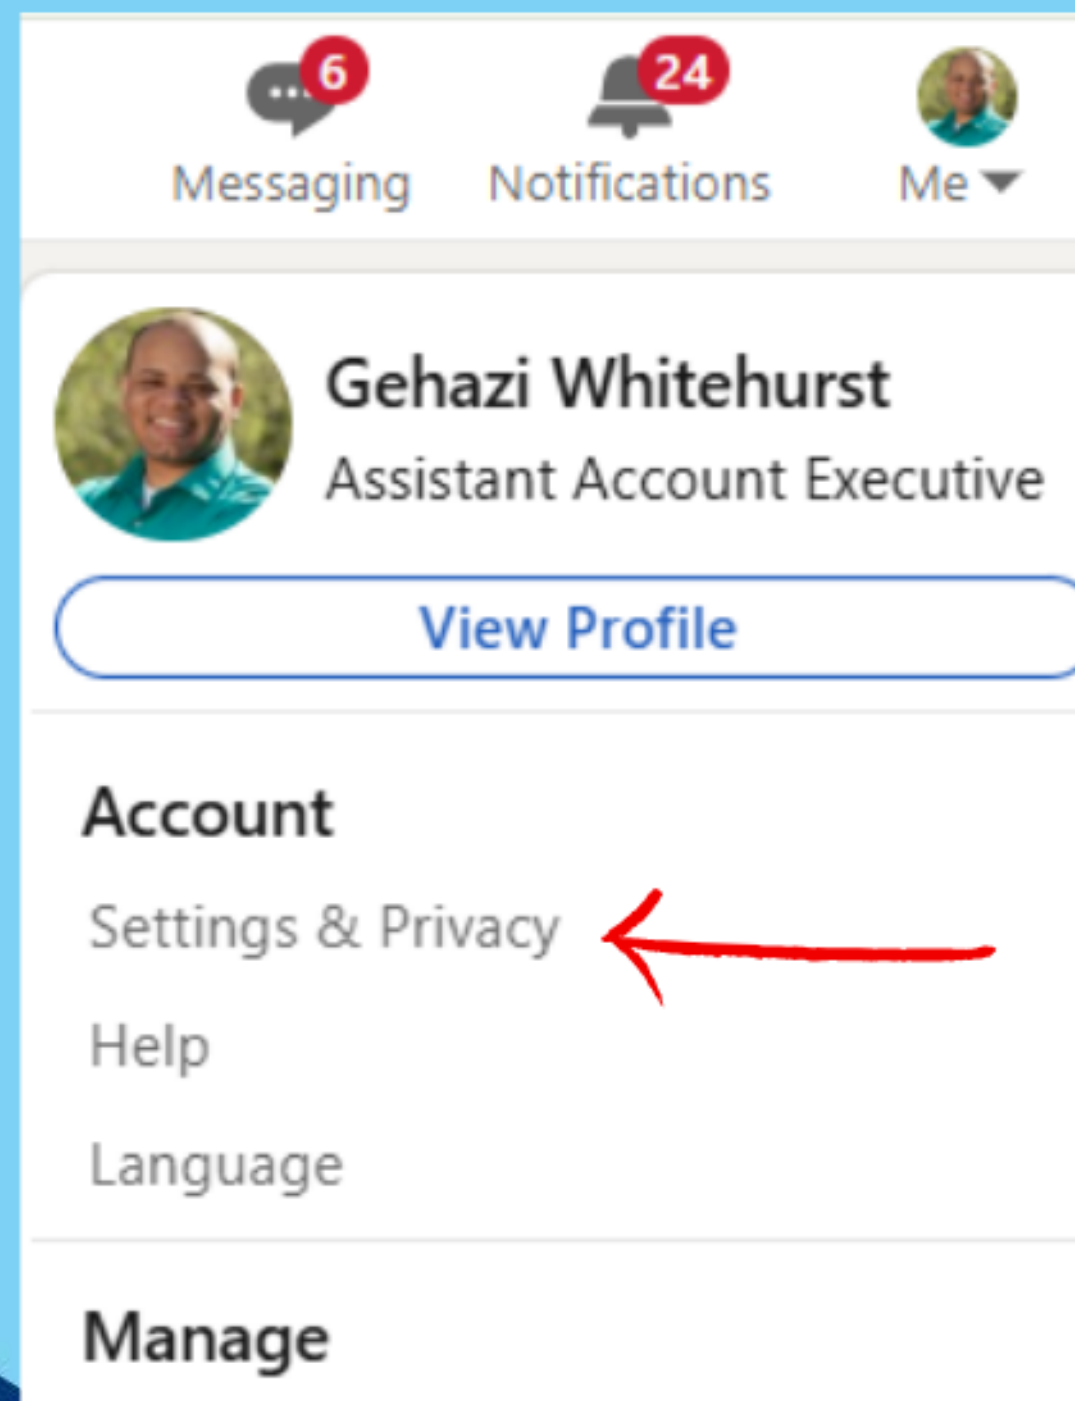 6
24
Messaging
Notifications
Me
Gehazi Whitehurst
Assistant Account Executive
View Profile
Account
Settings & Privacy
Help
Language
Manage